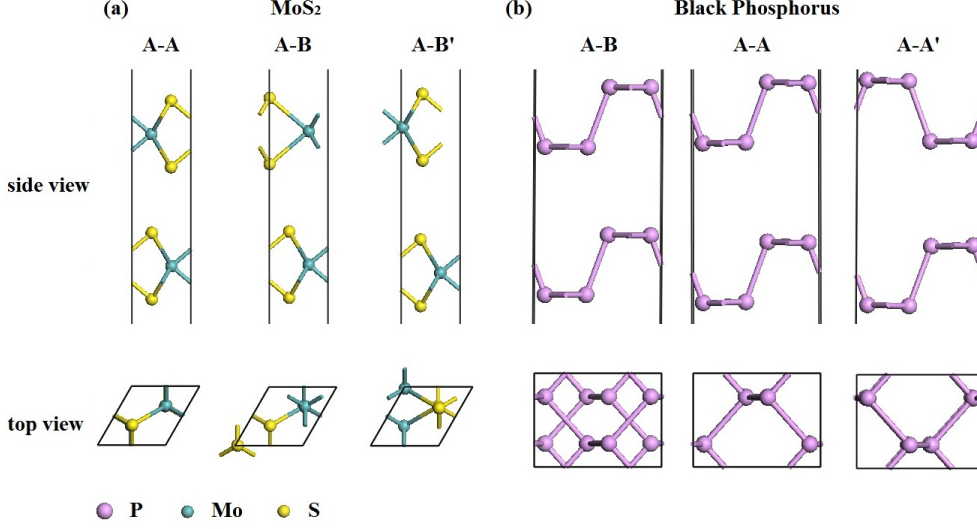 (a) MoS₂ (b) Black Phosphorus
A-A A-B A-B' A-B A-A A-A'
side view
top view
P Mo S